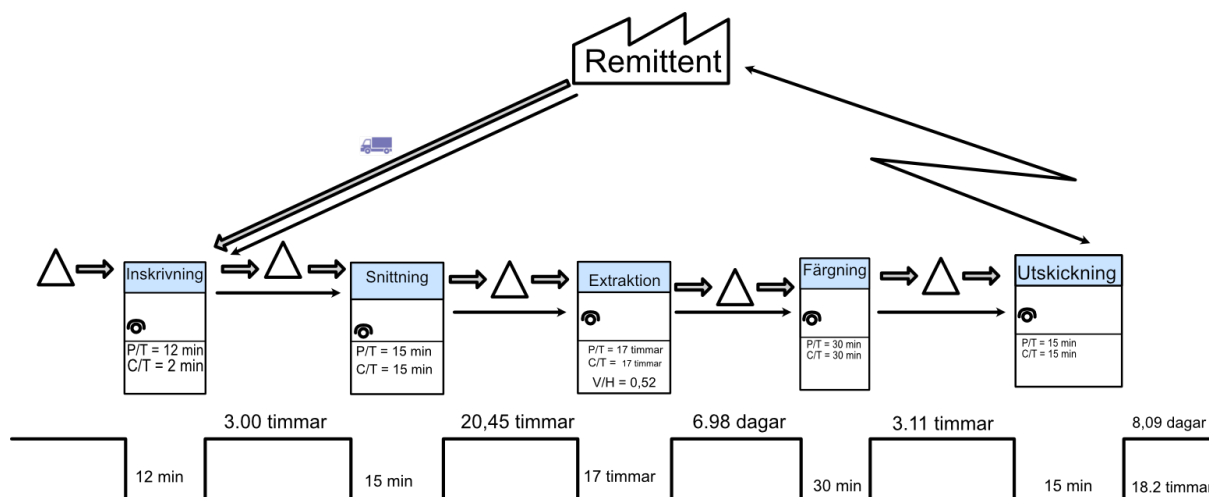 Remittent
Inskrivning
P/T = 12 min
C/T = 2 min
Snittning
P/T = 15 min
C/T = 15 min
Extraktion
P/T = 17 timmar
C/T = 17 timmar
V/H = 0,52
Färgning
P/T = 30 min
C/T = 30 min
Utskickning
P/T = 15 min
C/T = 15 min
3.00 timmar
20,45 timmar
6.98 dagar
3.11 timmar
8,09 dagar
12 min
15 min
17 timmar
30 min
15 min
18.2 timmar